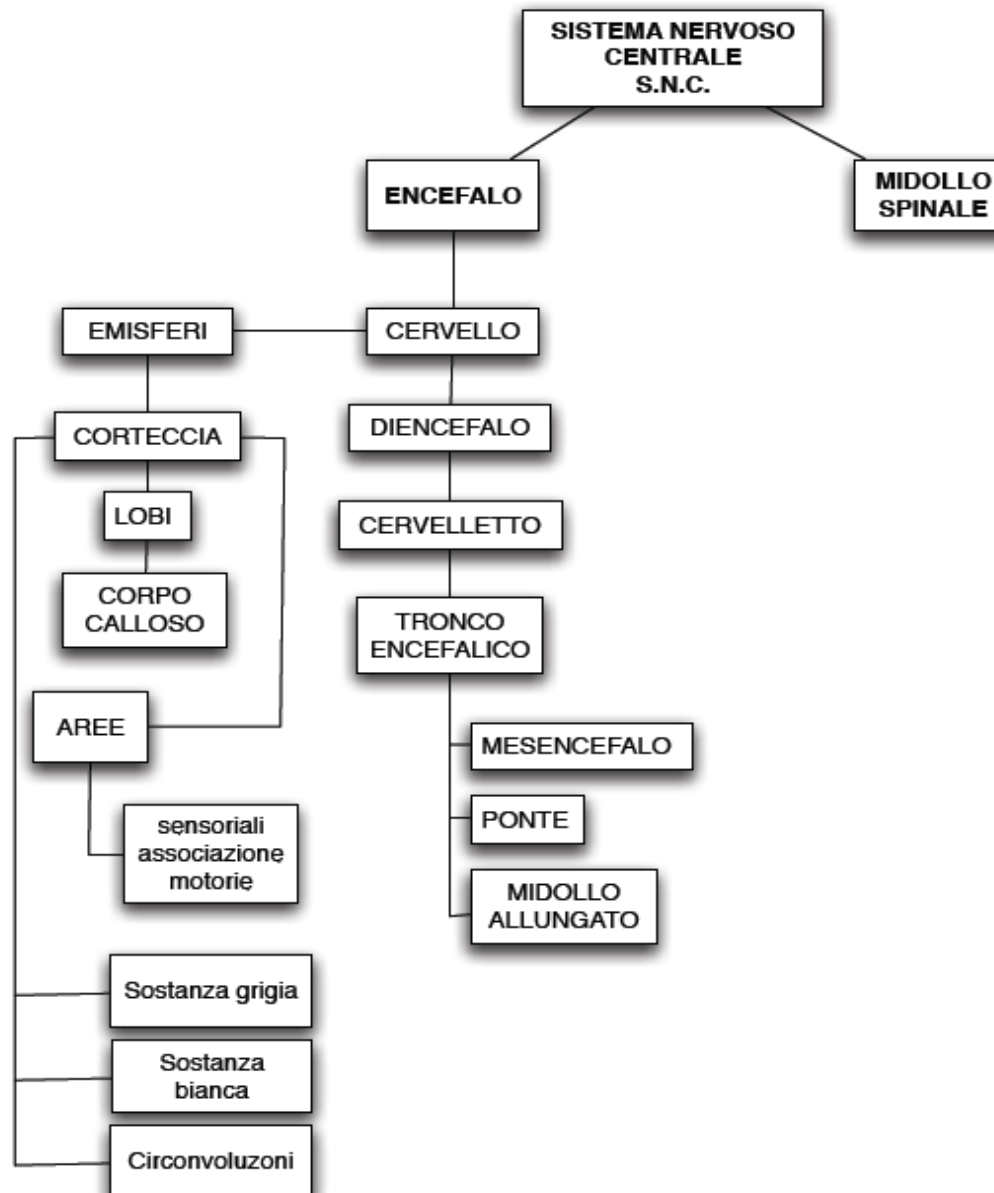 SISTEMA NERVOSO
CENTRALE
S.N.C.
ENCEFALO
MIDOLLO
SPINALE
EMISFERI
CERVELLO
CORTECCIA
DIENCEFALO
LOBI
CERVELLETTO
CORPO
CALLOSO
TRONCO
ENCEFALICO
AREE
MESENCEFALO
sensoriali
associazione
motorie
PONTE
MIDOLLO
ALLUNGATO
Sostanza grigia
Sostanza
bianca
Circonvoluzoni